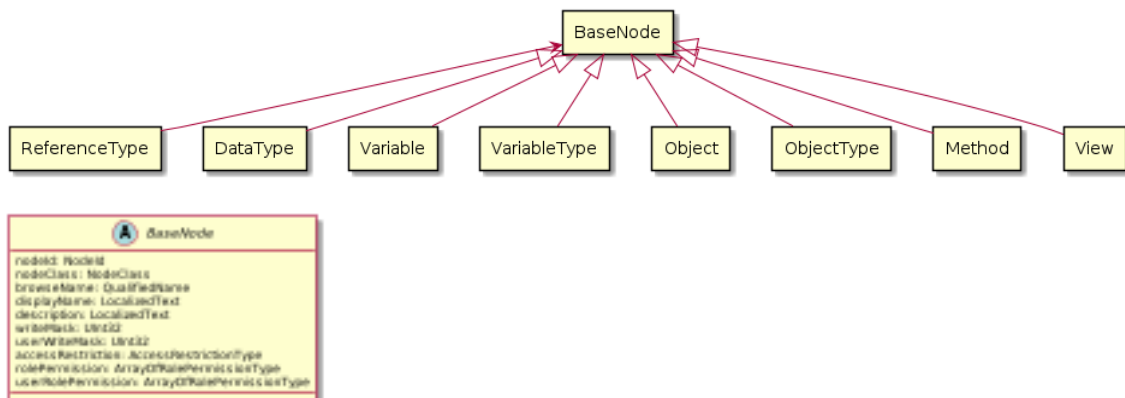 BaseNode
ReferenceType
DataType
Variable
VariableType
Object
ObjectType
Method
View
A BaseNode
nodeId: NodeId
nodeClass: NodeClass
browseName: QualifiedName
displayName: LocalizedText
description: LocalizedText
writeMask: UInt32
userWriteMask: UInt32
accessRestriction: AccessRestrictionType
rolePermission: ArrayOfRolePermissionType
userRolePermission: ArrayOfRolePermissionType